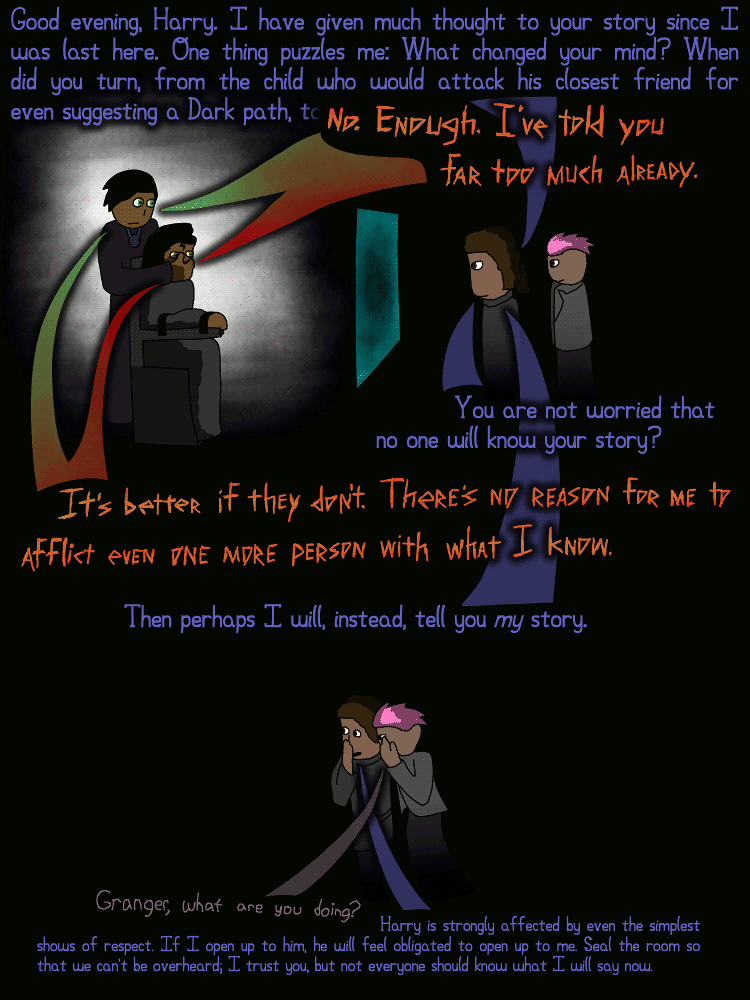 Good evening, Harry. I have given much thought to your story since I
was last here. One thing puzzles me: What changed your mind? When
did you turn, from the child who would attack his closest friend for
even suggesting a Dark path, to
No. Enough. I've told you
far too much already.
You are not worried that
no one will know your story?
It's better if they don't. There's no reason for me to
afflict even one more person with what I know.
Then perhaps I will, instead, tell you my story.
Granger, what are you doing?
Harry is strongly affected by even the simplest
shows of respect. If I open up to him, he will feel obligated to open up to me. Seal the room so
that we can't be overheard; I trust you, but not everyone should know what I will say now.